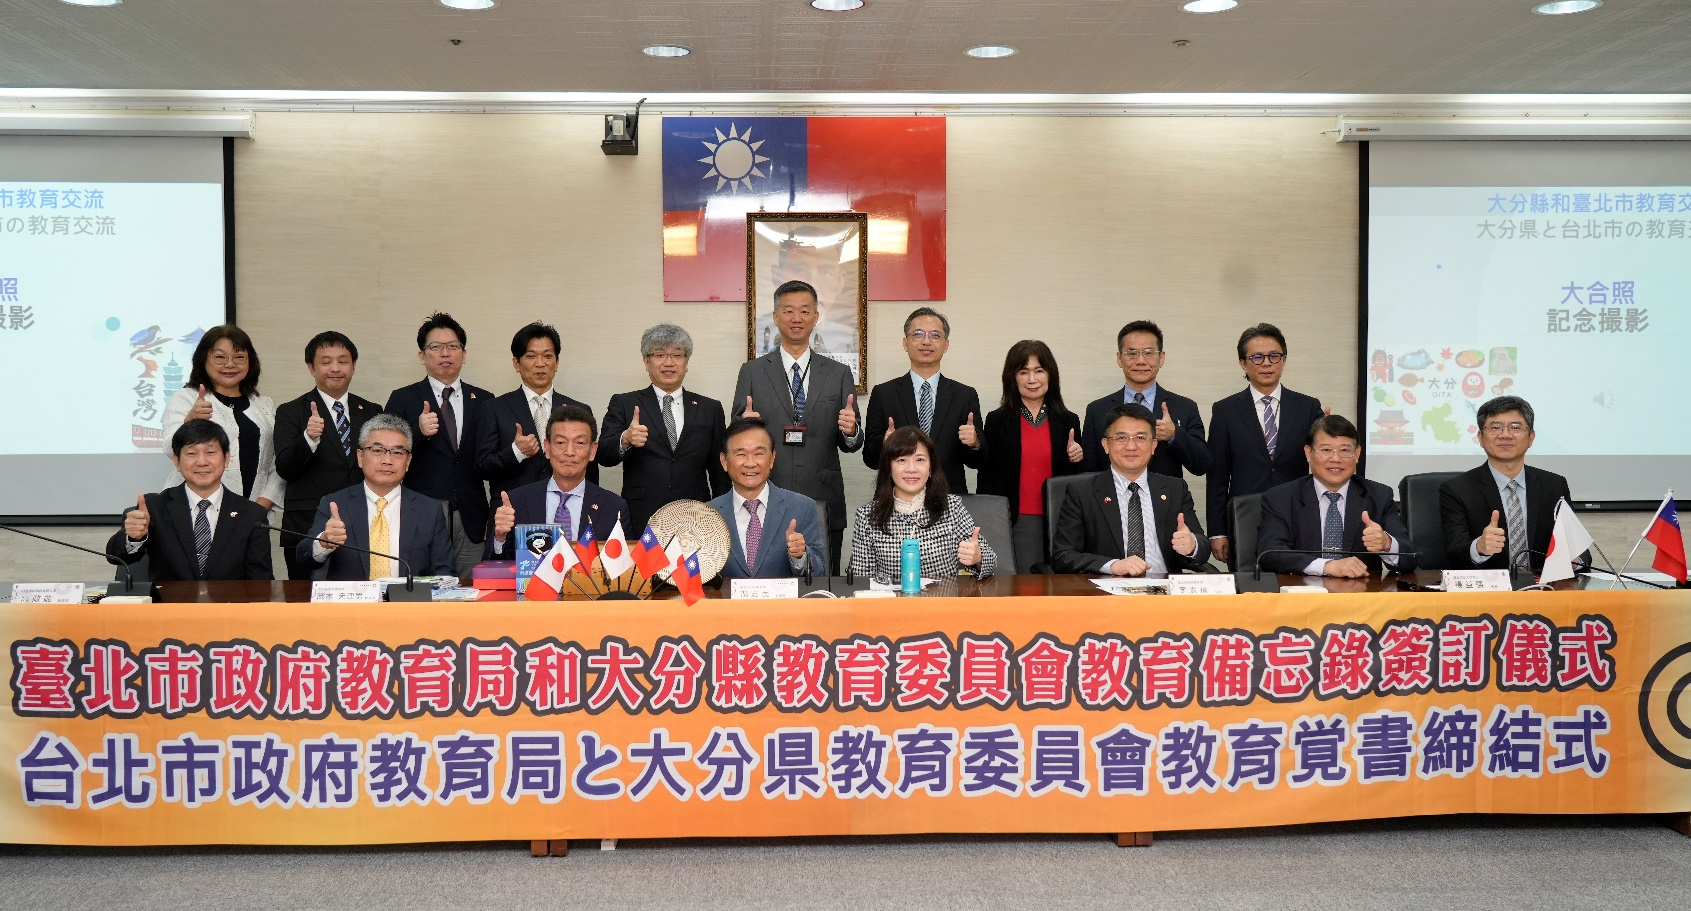 市教育交流
の教育交流
照
影
台灣
大分縣和臺北市教育交
大分県と台北市の教育
大合照
記念撮影
大分
OITA
臺北市政府教育局和大分縣教育委員會教育備忘錄簽訂儀式
台北市政府教育局と大分県教育委員會教育覚書締結式